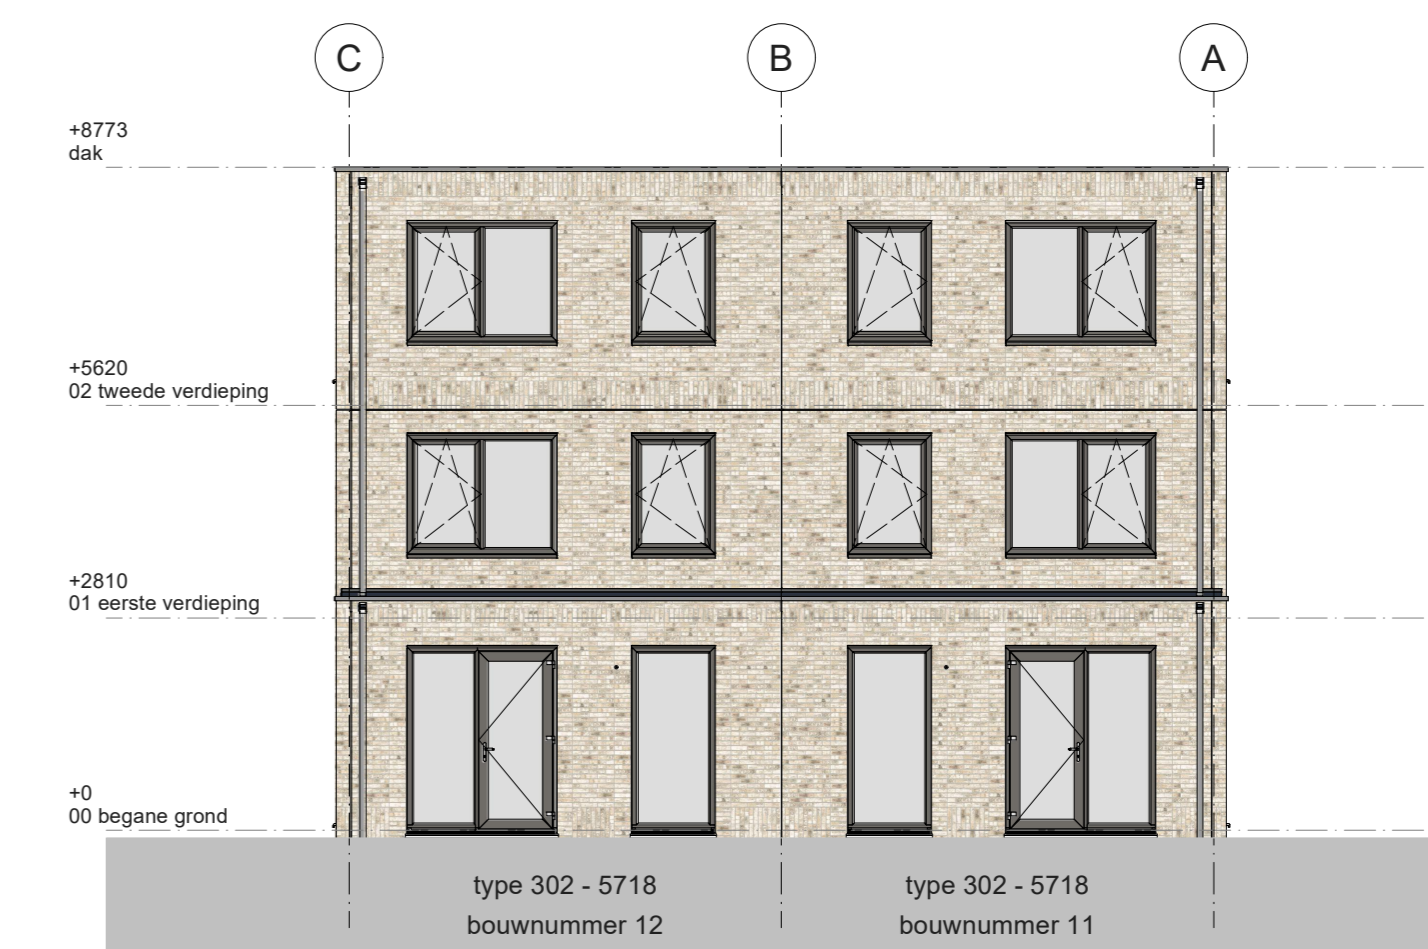 C
B
A
+8773
dak
+5620
02 tweede verdieping
+2810
01 eerste verdieping
+0
00 begane grond
type 302 - 5718
bouwnummer 12
type 302 - 5718
bouwnummer 11